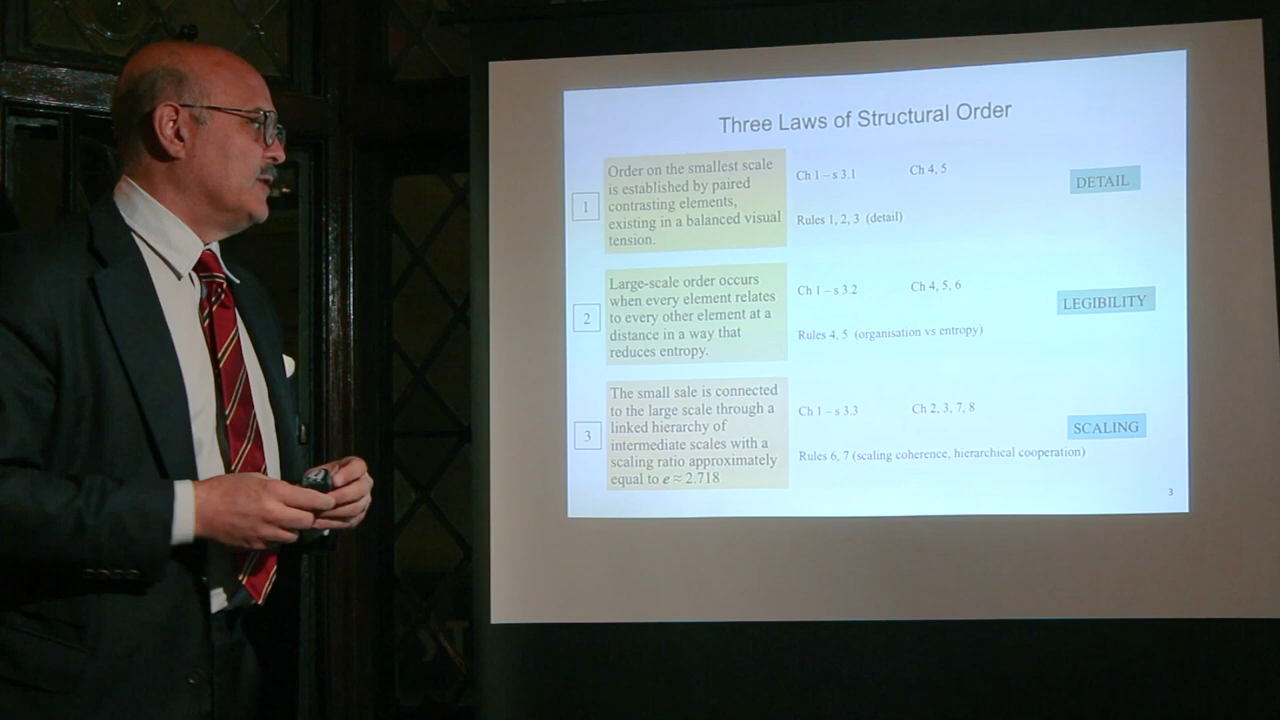 Three Laws of Structural Order
1
Order on the smallest scale
is established by paired
contrasting elements,
existing in a balanced visual
tension.
Ch 1 – s 3.1
Ch 4, 5
Rules 1, 2, 3 (detail)
DETAIL
2
Large-scale order occurs
when every element relates
to every other element at a
distance in a way that
reduces entropy.
Ch 1 – s 3.2
Ch 4, 5, 6
Rules 4, 5 (organisation vs entropy)
LEGIBILITY
3
The small sale is connected
to the large scale through a
linked hierarchy of
intermediate scales with a
scaling ratio approximately
equal to e ≈ 2.718
Ch 1 – s 3.3
Ch 2, 3, 7, 8
Rules 6, 7 (scaling coherence, hierarchical cooperation)
SCALING
3